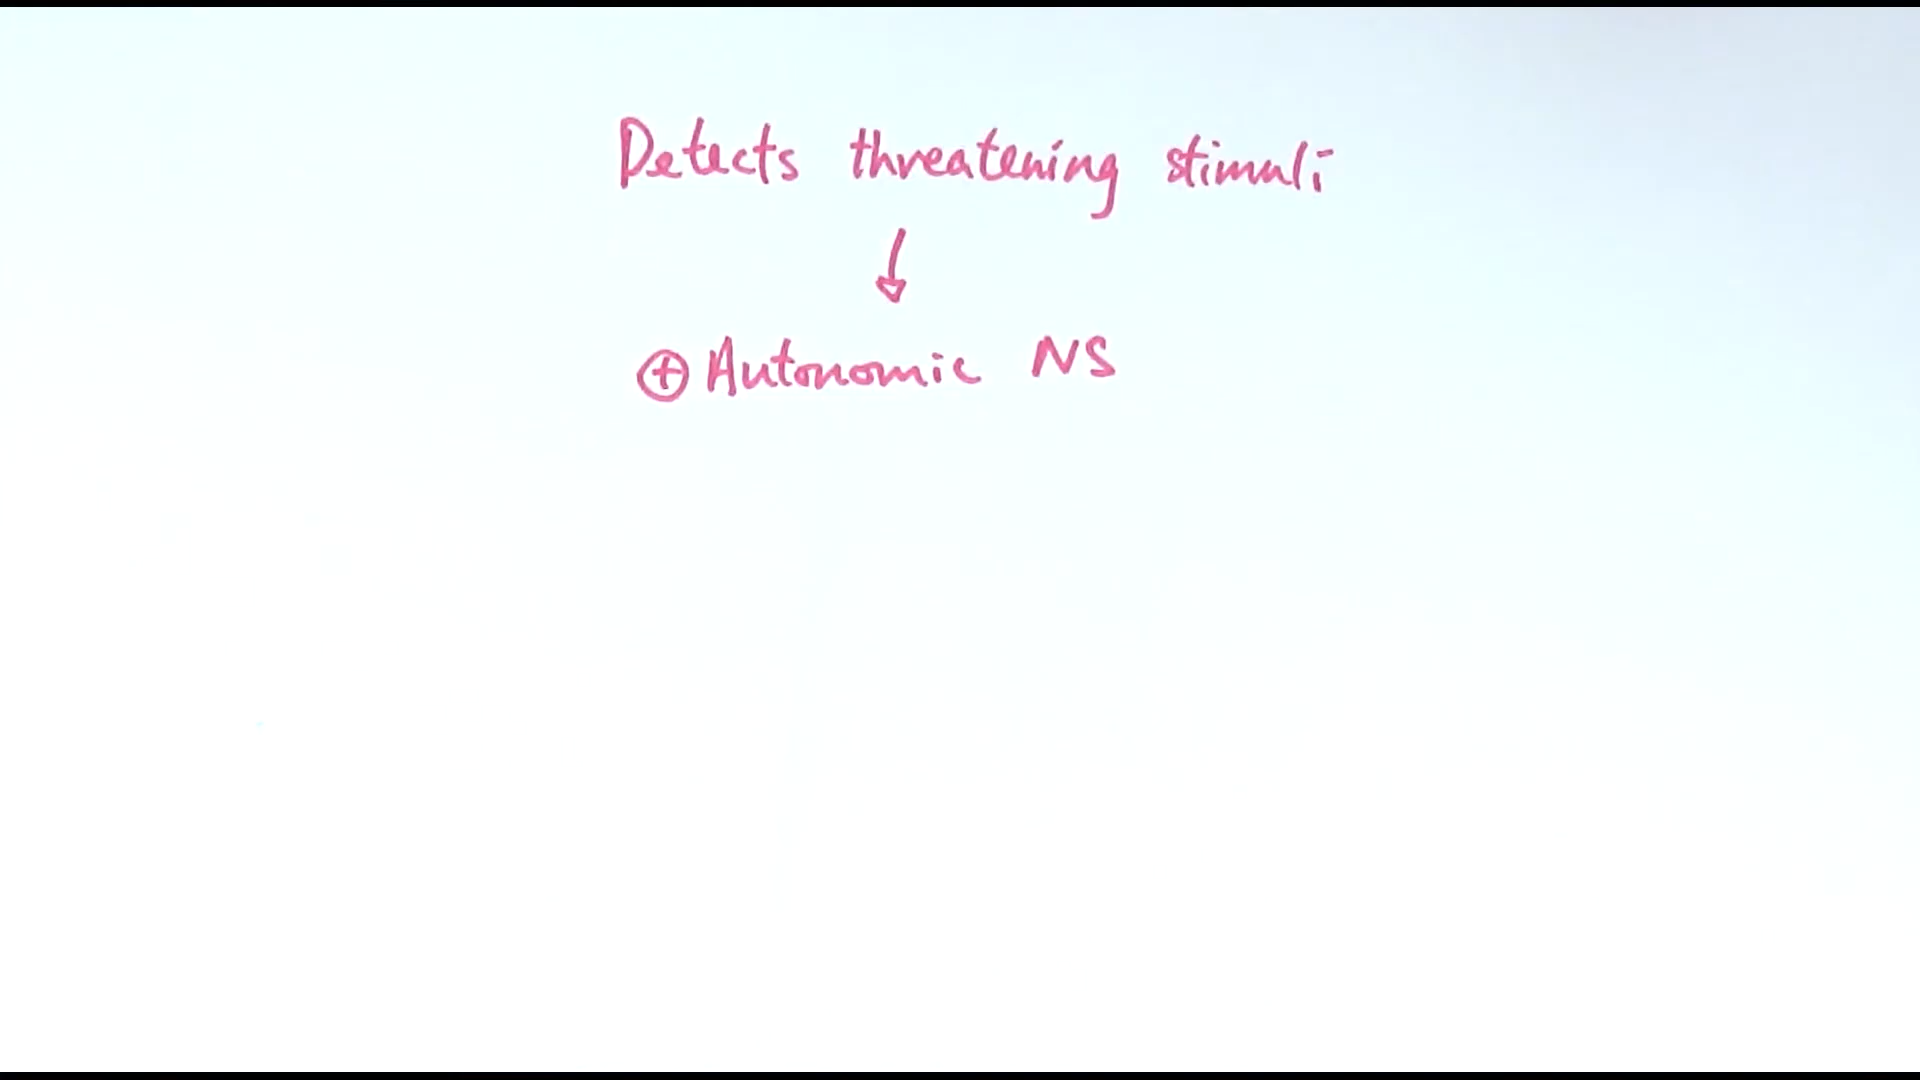 Detects threatening stimuli
↓
⊕ Autonomic NS